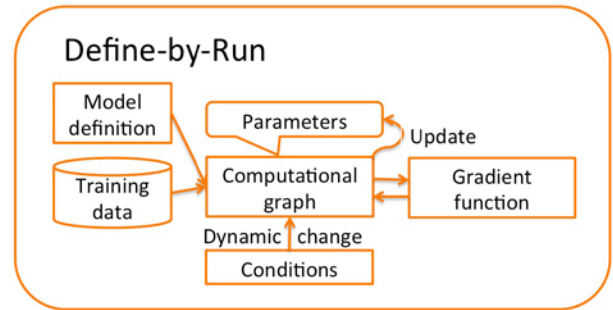 Define-by-Run
Model
definition
Parameters
Update
Training
data
Computational
graph
Gradient
function
Dynamic change
Conditions